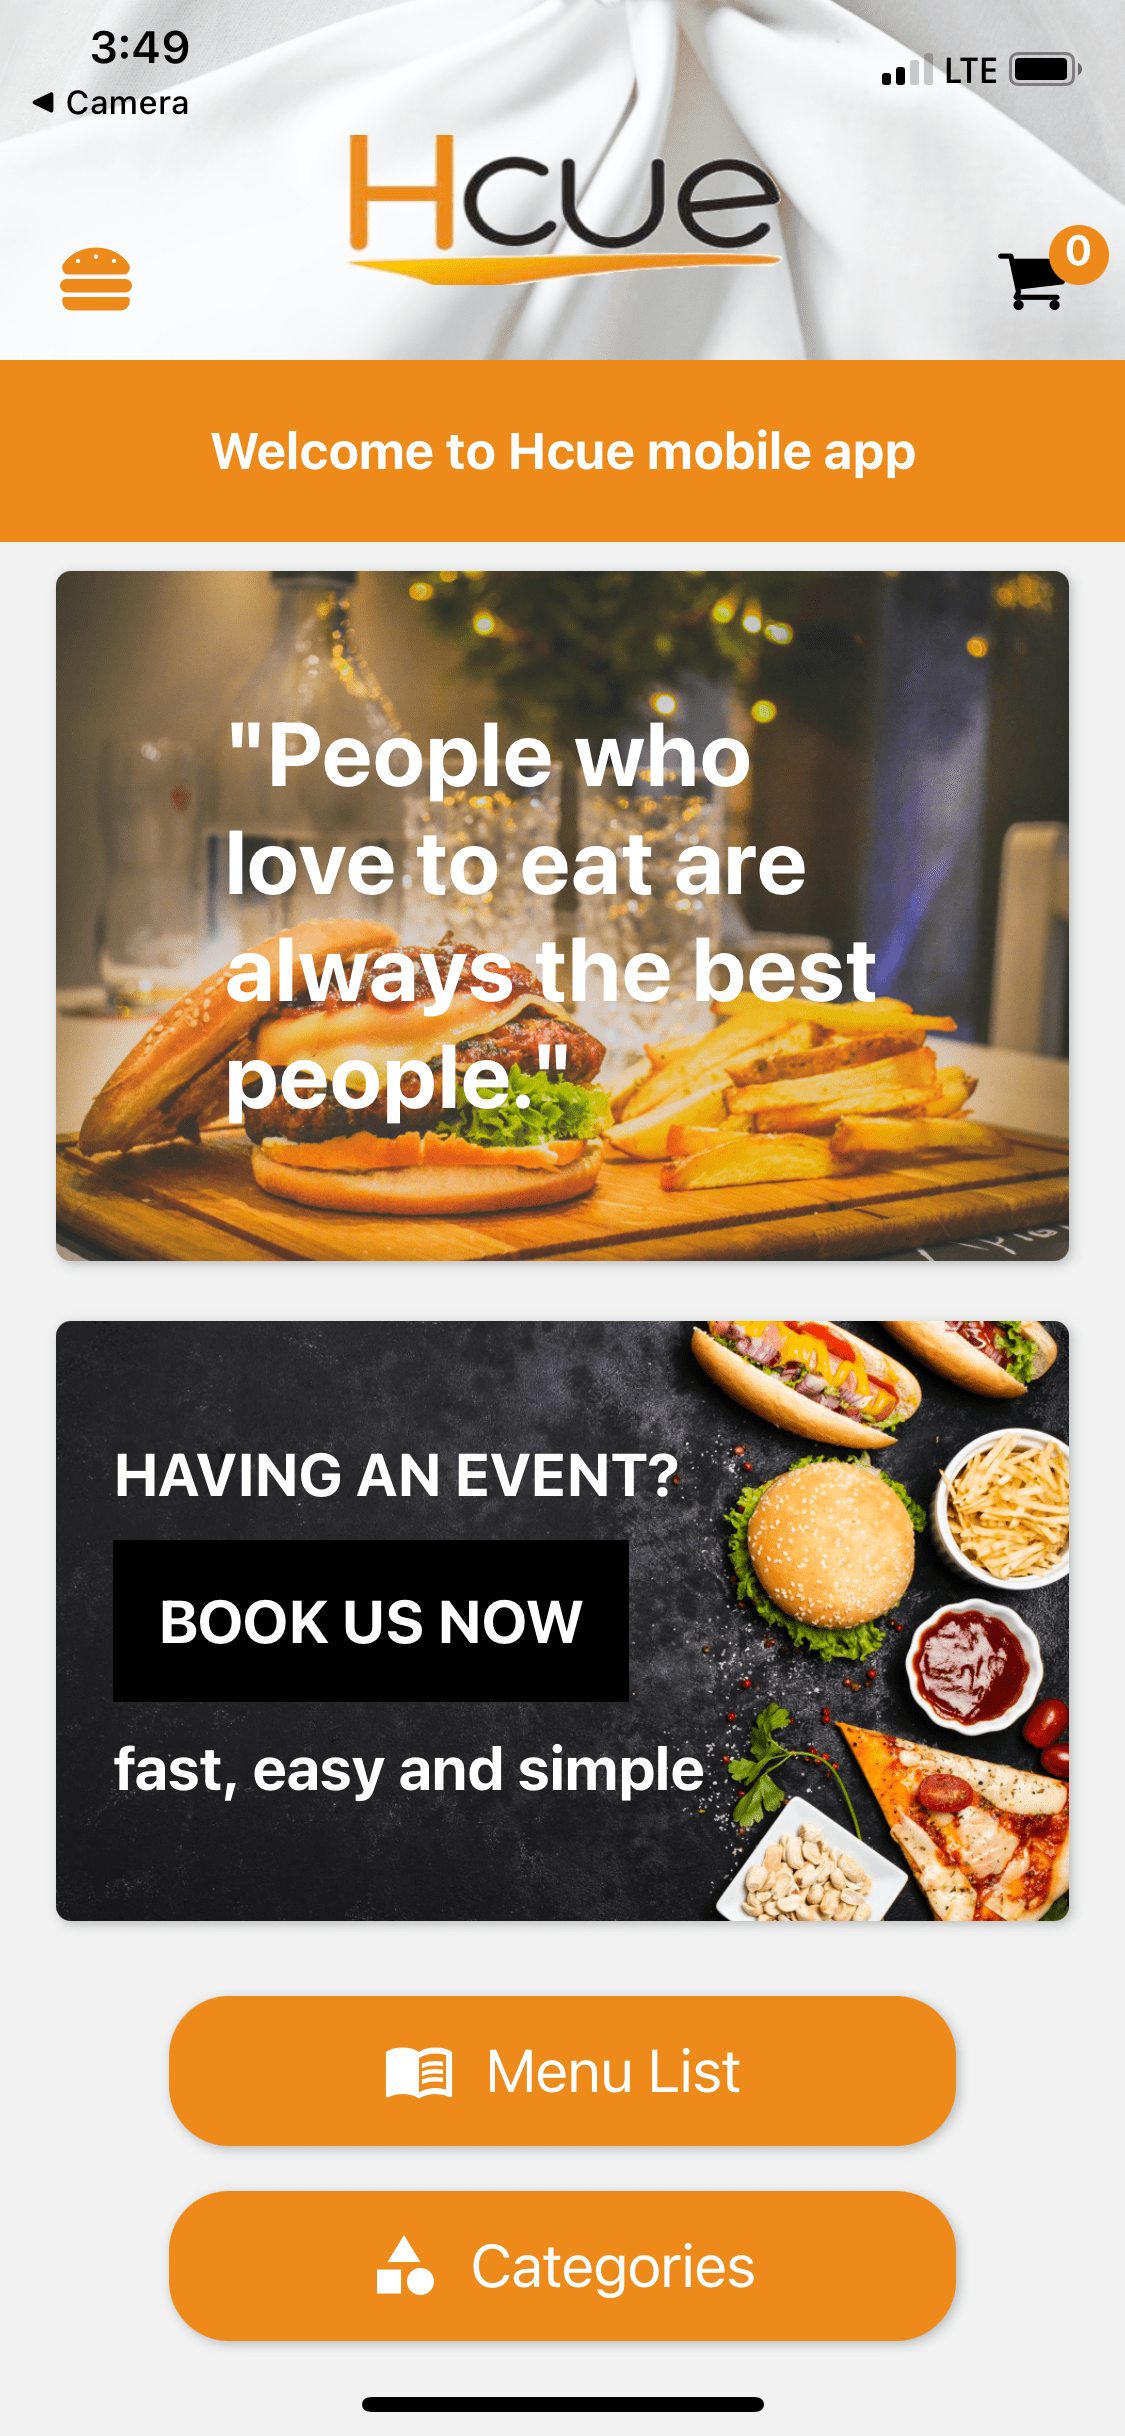 3:49
LTE
◀ Camera
Hcue
0
Welcome to Hcue mobile app
"People who
love to eat are
always the best
people."
HAVING AN EVENT?
BOOK US NOW
fast, easy and simple
Menu List
Categories